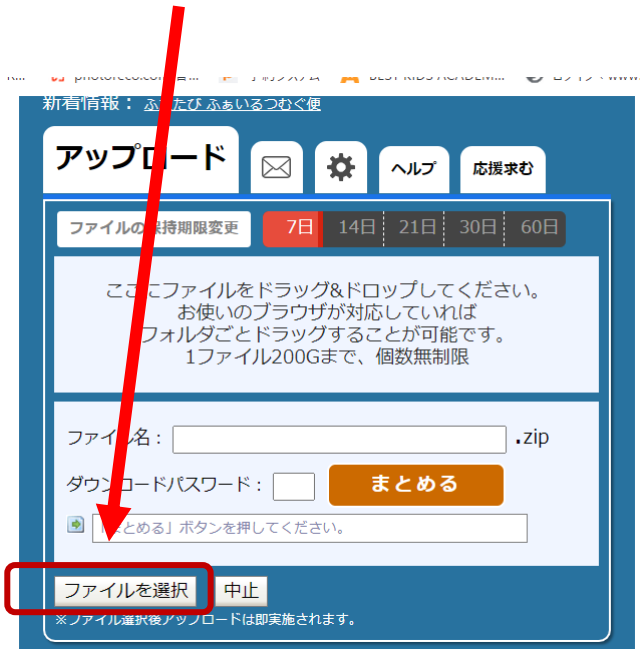 新着情報： ふたたび ふぁいるつむぐ便
アップロード
ヘルプ
応援求む
ファイルの保持期限変更
7日 14日 21日 30日 60日
ここにファイルをドラッグ&ドロップしてください。
お使いのブラウザが対応していれば
フォルダごとドラッグすることが可能です。
1ファイル200Gまで、個数無制限
ファイル名： .zip
ダウンロードパスワード： まとめる
「まとめる」ボタンを押してください。
ファイルを選択 中止
※ファイル選択後アップロードは即実施されます。